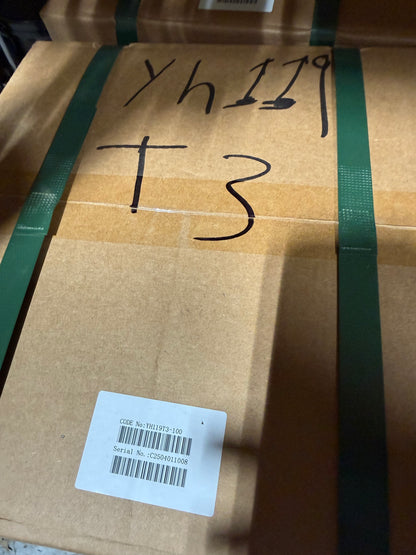 Yh119
T3
CODE No:YH119T3-100
Serial No.:C2504011008